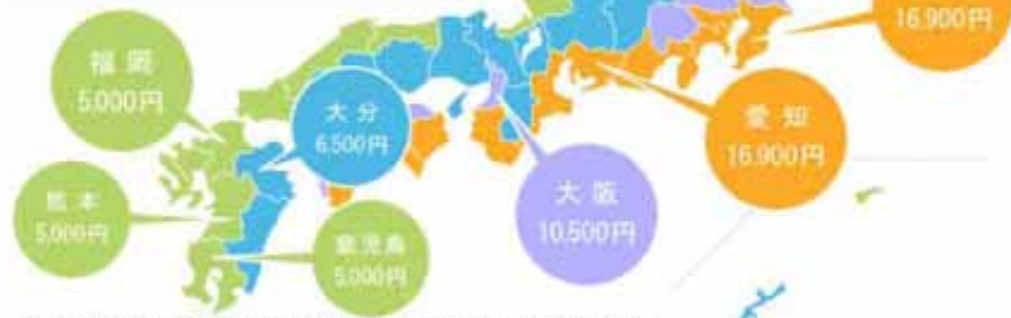 16,900円
福岡
5,000円
大分
6,500円
愛知
16,900円
大阪
10,500円
熊本
5,000円
鹿児島
5,000円